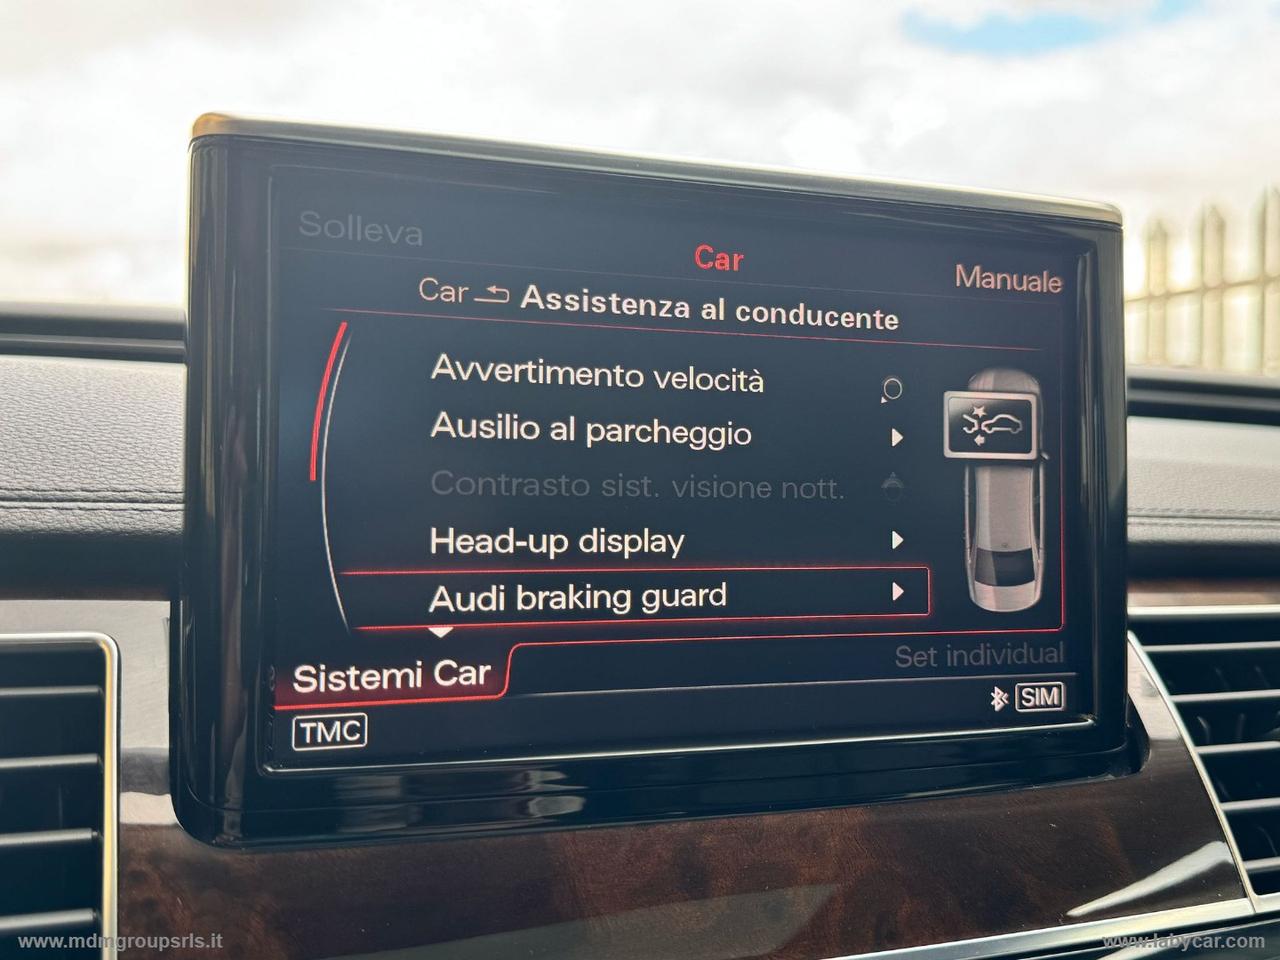 Solleva
Car
Manuale
Car Assistenza al conducente
Avvertimento velocità
Ausilio al parcheggio
Contrasto sist. visione nott.
Head-up display
Audi braking guard
Set individual
Sistemi Car
SIM
TMC
www.mdmgroupsrls.it
www.labycar.com